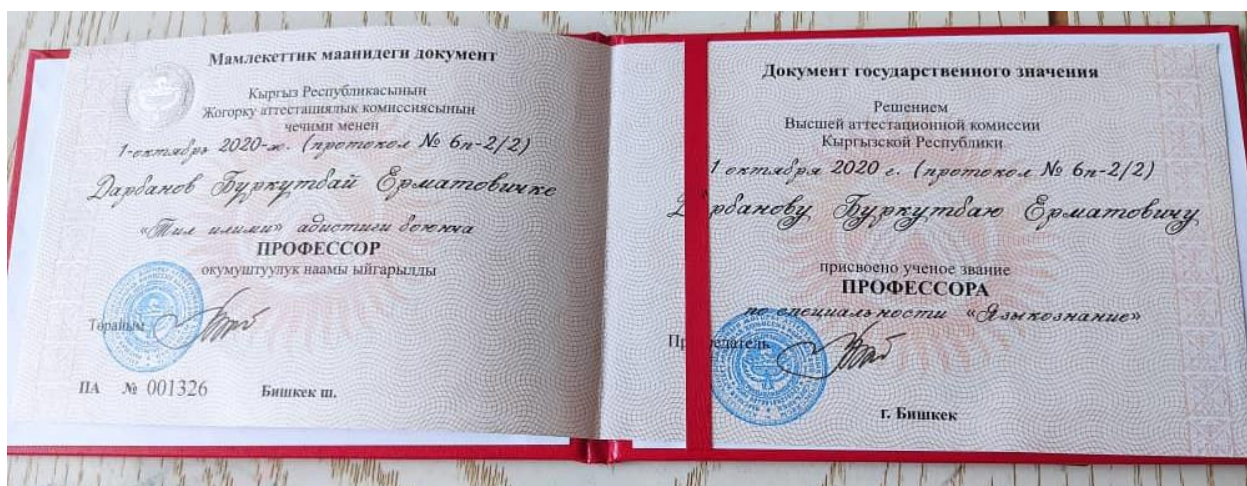 Мамлекеттик маанидеги документ
Кыргыз Республикасынын
Жогорку аттестациялык комиссиясынын
чечими менен
1-октябрь 2020-ж. (протокол № 6п-2/2)
Дарбанов Буркутбай Ерматовичке
«Тил илими» адистиги боюнча
ПРОФЕССОР
окумуштуулук наамы ыйгарылды
Торайым
ПА № 001326 Бишкек ш.
Документ государственного значения
Решением
Высшей аттестационной комиссии
Кыргызской Республики
1 октября 2020 г. (протокол № 6п-2/2)
Дарбанову Буркутбаю Ерматовичу
присвоено ученое звание
ПРОФЕССОРА
по специальности «Языкознание»
Председатель
г. Бишкек